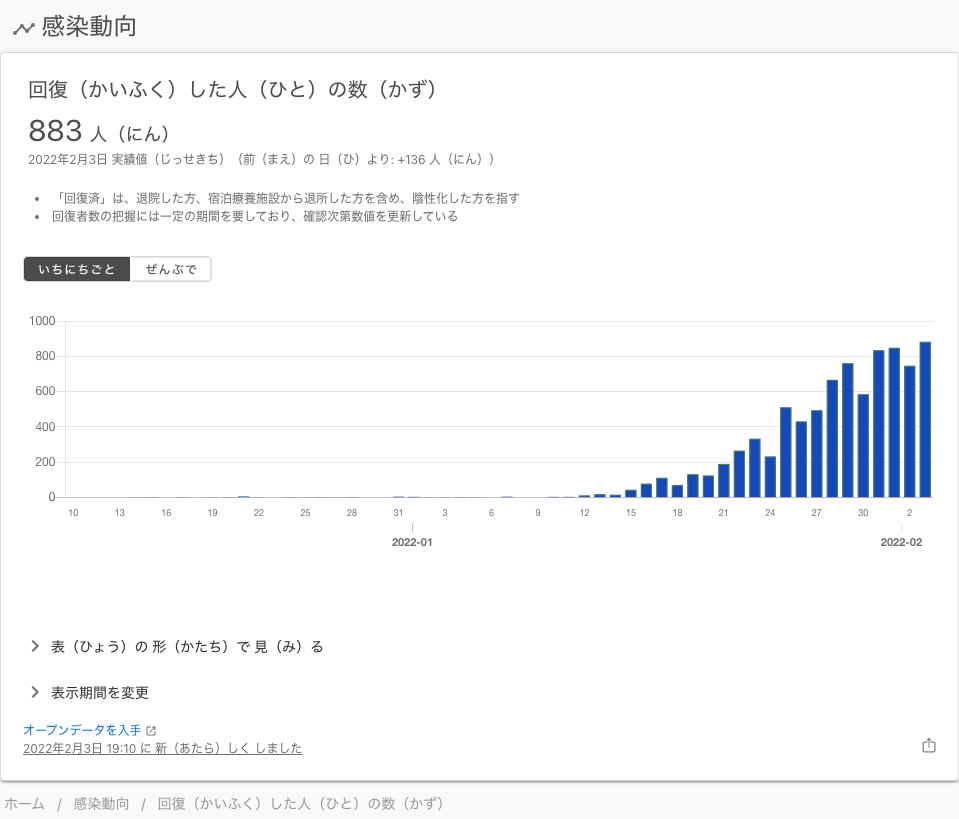 感染動向
回復（かいふく）した人（ひと）の数（かず）
883 人（にん）
2022年2月3日 実績値（じっせきち）（前（まえ）の 日（ひ）より: +136 人（にん））
• 「回復済」は、退院した方、宿泊療養施設から退所した方を含め、陰性化した方を指す
• 回復者数の把握には一定の期間を要しており、確認次第数値を更新している
いちにちごと ぜんぶで
1000
800
600
400
200
0
10 13 16 19 22 25 28 31 3 6 9 12 15 18 21 24 27 30 2
2022-01 2022-02
表（ひょう）の 形（かたち）で 見（み）る
表示期間を変更
オープンデータを入手
2022年2月3日 19:10 に 新（あたら）しく しました
ホーム / 感染動向 / 回復（かいふく）した人（ひと）の数（かず）